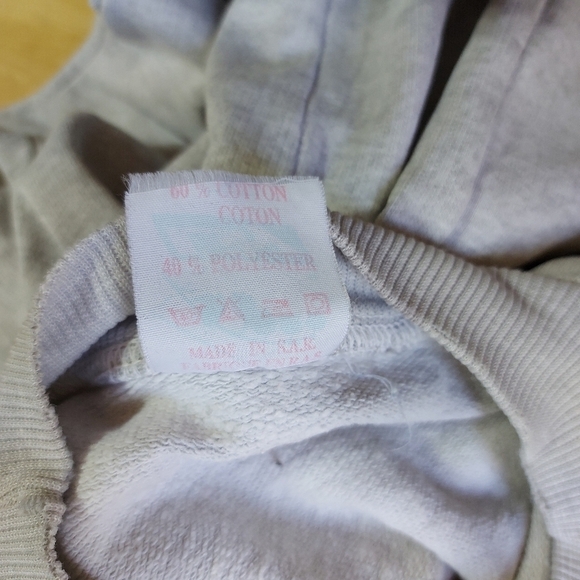 60 % COTTON
COTON
40 % POLYESTER
MADE IN R.A.K.